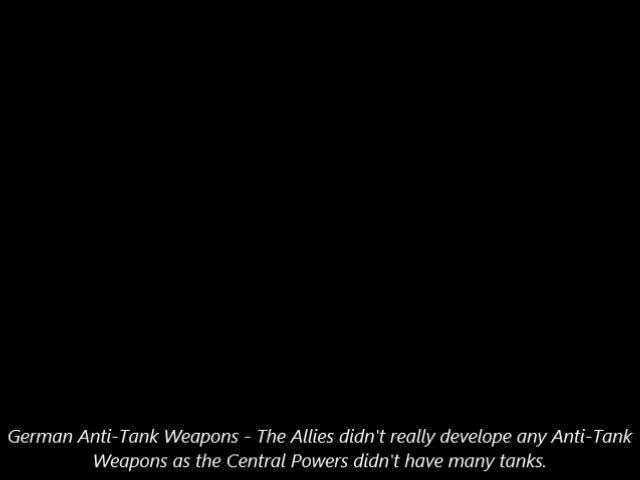 German Anti-Tank Weapons - The Allies didn't really develope any Anti-Tank
Weapons as the Central Powers didn't have many tanks.